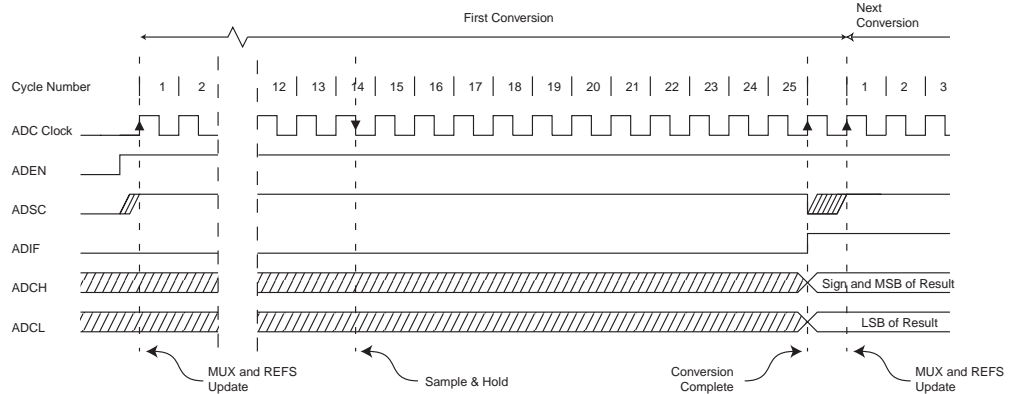 First Conversion
Next
Conversion
Cycle Number 1 2 12 13 14 15 16 17 18 19 20 21 22 23 24 25 1 2 3
ADC Clock
ADEN
ADSC
ADIF
ADCH Sign and MSB of Result
ADCL LSB of Result
MUX and REFS
Update
Sample & Hold
Conversion
Complete
MUX and REFS
Update